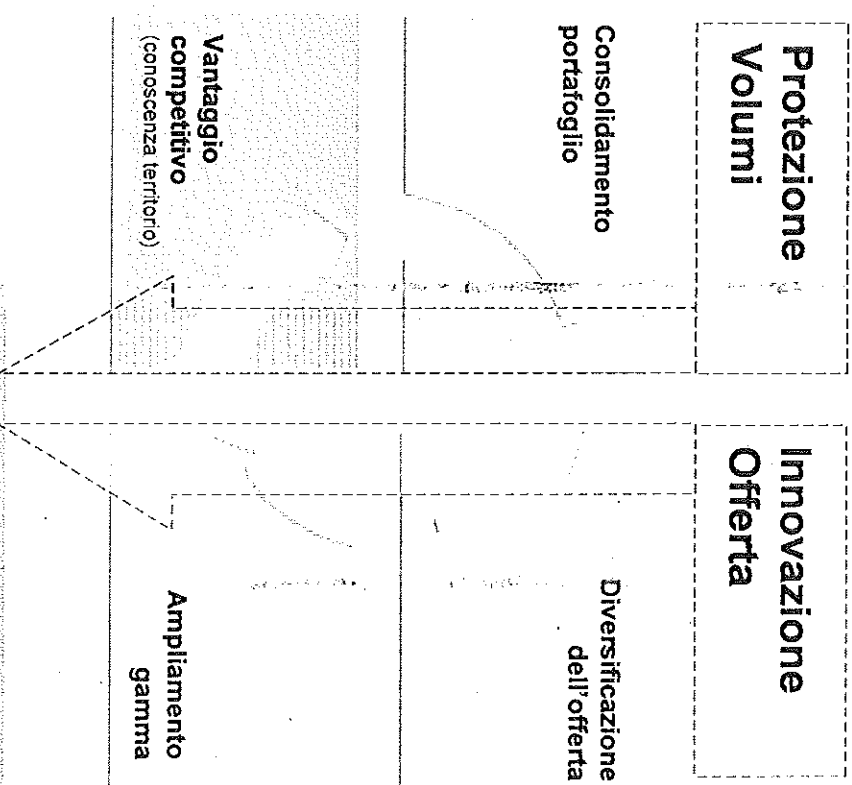 Protezione
Volumi
Consolidamento
portafoglio
Vantaggio
competitivo
(conoscenza territorio)
Innovazione
Offerta
Diversificazione
dell'offerta
Ampliamento
gamma